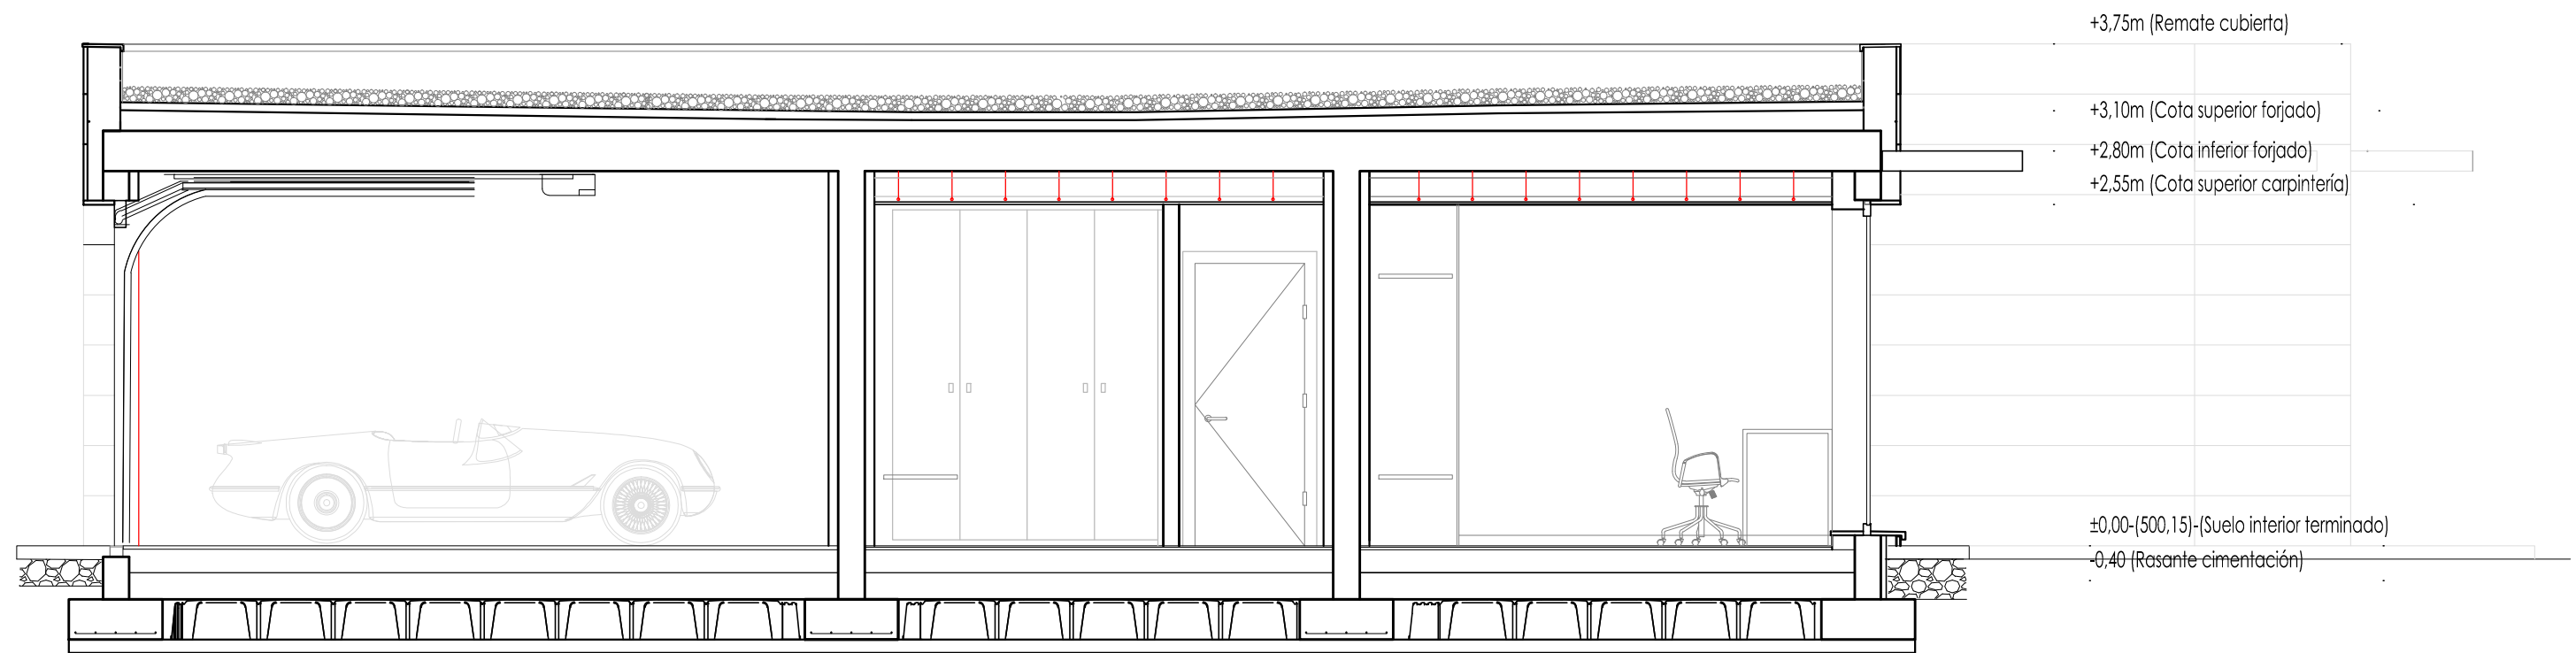 +3,75m (Remate cubierta)
+3,10m (Cota superior forjado)
+2,80m (Cota inferior forjado)
+2,55m (Cota superior carpintería)
±0,00-(500,15)-(Suelo interior terminado)
-0,40 (Rasante cimentación)